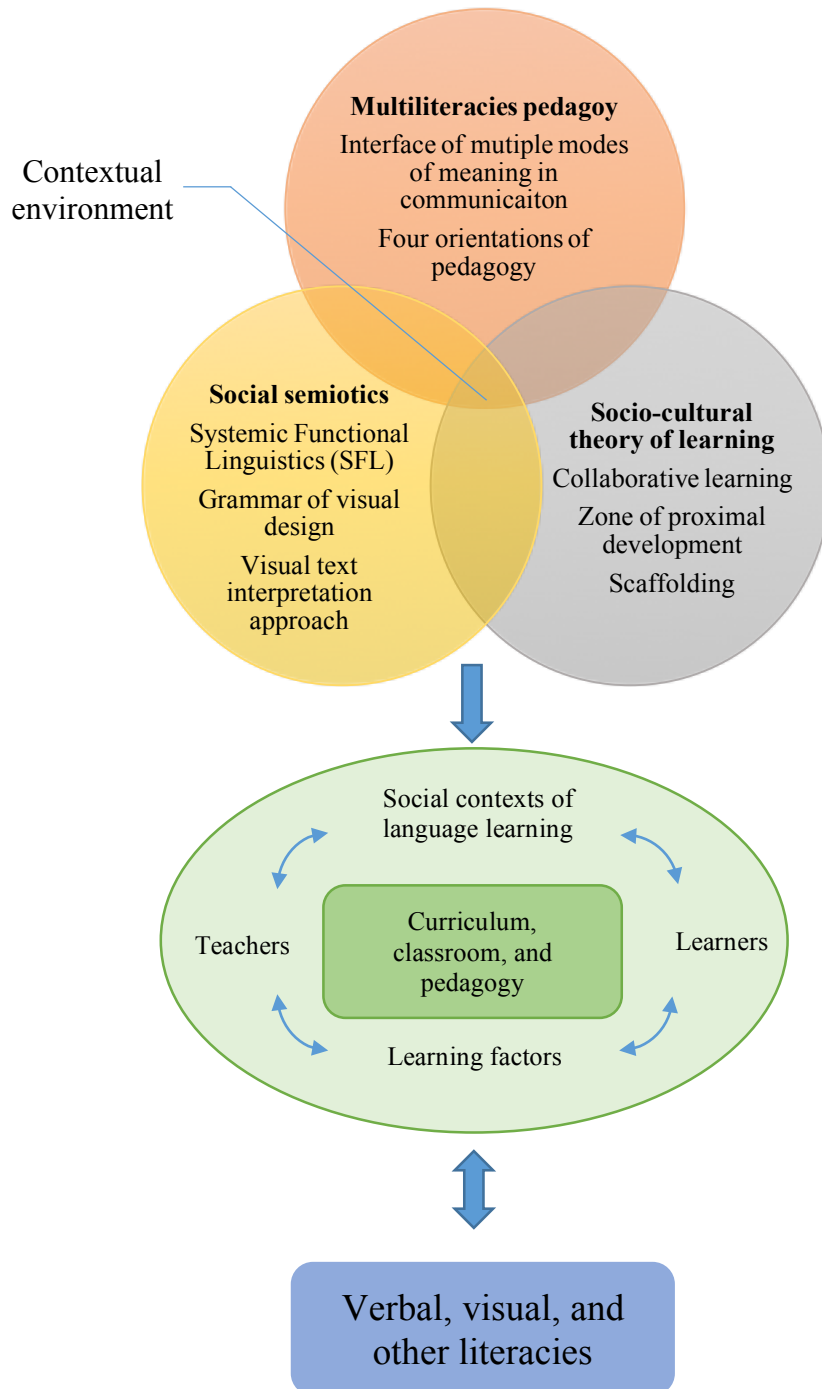 Multiliteracies pedagoy
Interface of mutiple modes
of meaning in
communicaiton
Four orientations of
pedagogy
Contextual
environment
Social semiotics
Systemic Functional
Linguistics (SFL)
Grammar of visual
design
Visual text
interpretation
approach
Socio-cultural
theory of learning
Collaborative learning
Zone of proximal
development
Scaffolding
Social contexts of
language learning
Teachers
Curriculum,
classroom, and
pedagogy
Learners
Learning factors
Verbal, visual, and
other literacies